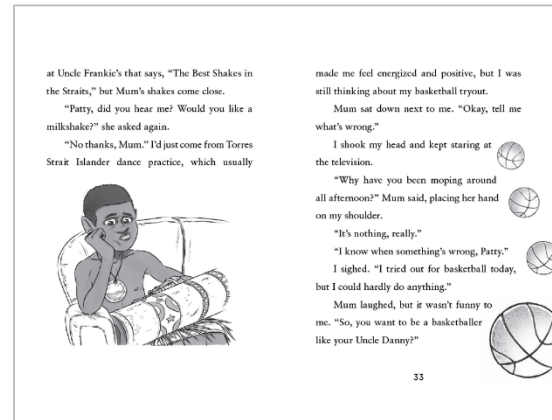 at Uncle Frankie's that says, “The Best Shakes in
the Straits,” but Mum's shakes come close.
“Patty, did you hear me? Would you like a
milkshake?” she asked again.
“No thanks, Mum.” I'd just come from Torres
Strait Islander dance practice, which usually
made me feel energized and positive, but I was
still thinking about my basketball tryout.
Mum sat down next to me. “Okay, tell me
what's wrong.”
I shook my head and kept staring at
the television.
“Why have you been moping around
all afternoon?” Mum said, placing her hand
on my shoulder.
“It's nothing, really.”
“I know when something's wrong, Patty.”
I sighed. “I tried out for basketball today,
but I could hardly do anything.”
Mum laughed, but it wasn't funny to
me. “So, you want to be a basketballer
like your Uncle Danny?”
33